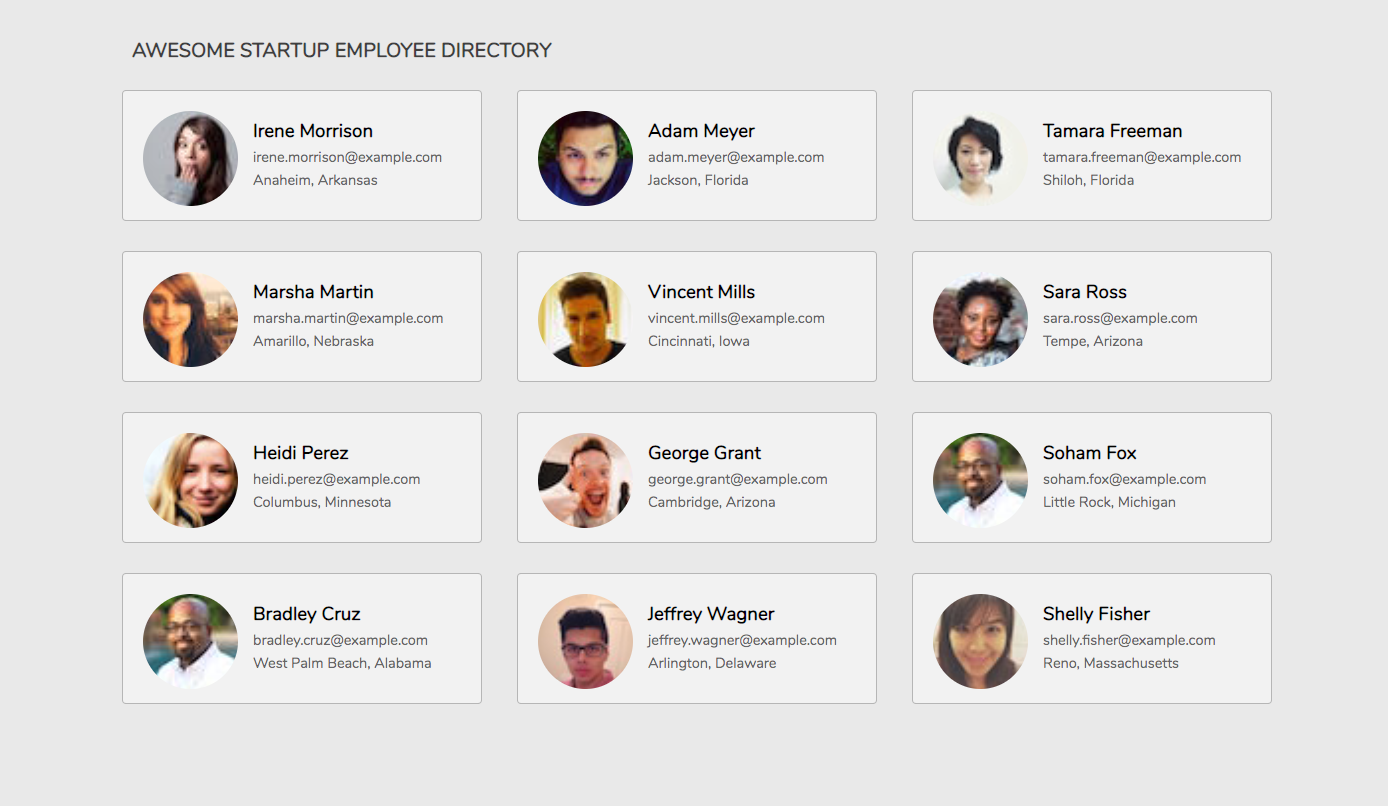 AWESOME STARTUP EMPLOYEE DIRECTORY
Irene Morrison
irene.morrison@example.com
Anaheim, Arkansas
Adam Meyer
adam.meyer@example.com
Jackson, Florida
Tamara Freeman
tamara.freeman@example.com
Shiloh, Florida
Marsha Martin
marsha.martin@example.com
Amarillo, Nebraska
Vincent Mills
vincent.mills@example.com
Cincinnati, Iowa
Sara Ross
sara.ross@example.com
Tempe, Arizona
Heidi Perez
heidi.perez@example.com
Columbus, Minnesota
George Grant
george.grant@example.com
Cambridge, Arizona
Soham Fox
soham.fox@example.com
Little Rock, Michigan
Bradley Cruz
bradley.cruz@example.com
West Palm Beach, Alabama
Jeffrey Wagner
jeffrey.wagner@example.com
Arlington, Delaware
Shelly Fisher
shelly.fisher@example.com
Reno, Massachusetts